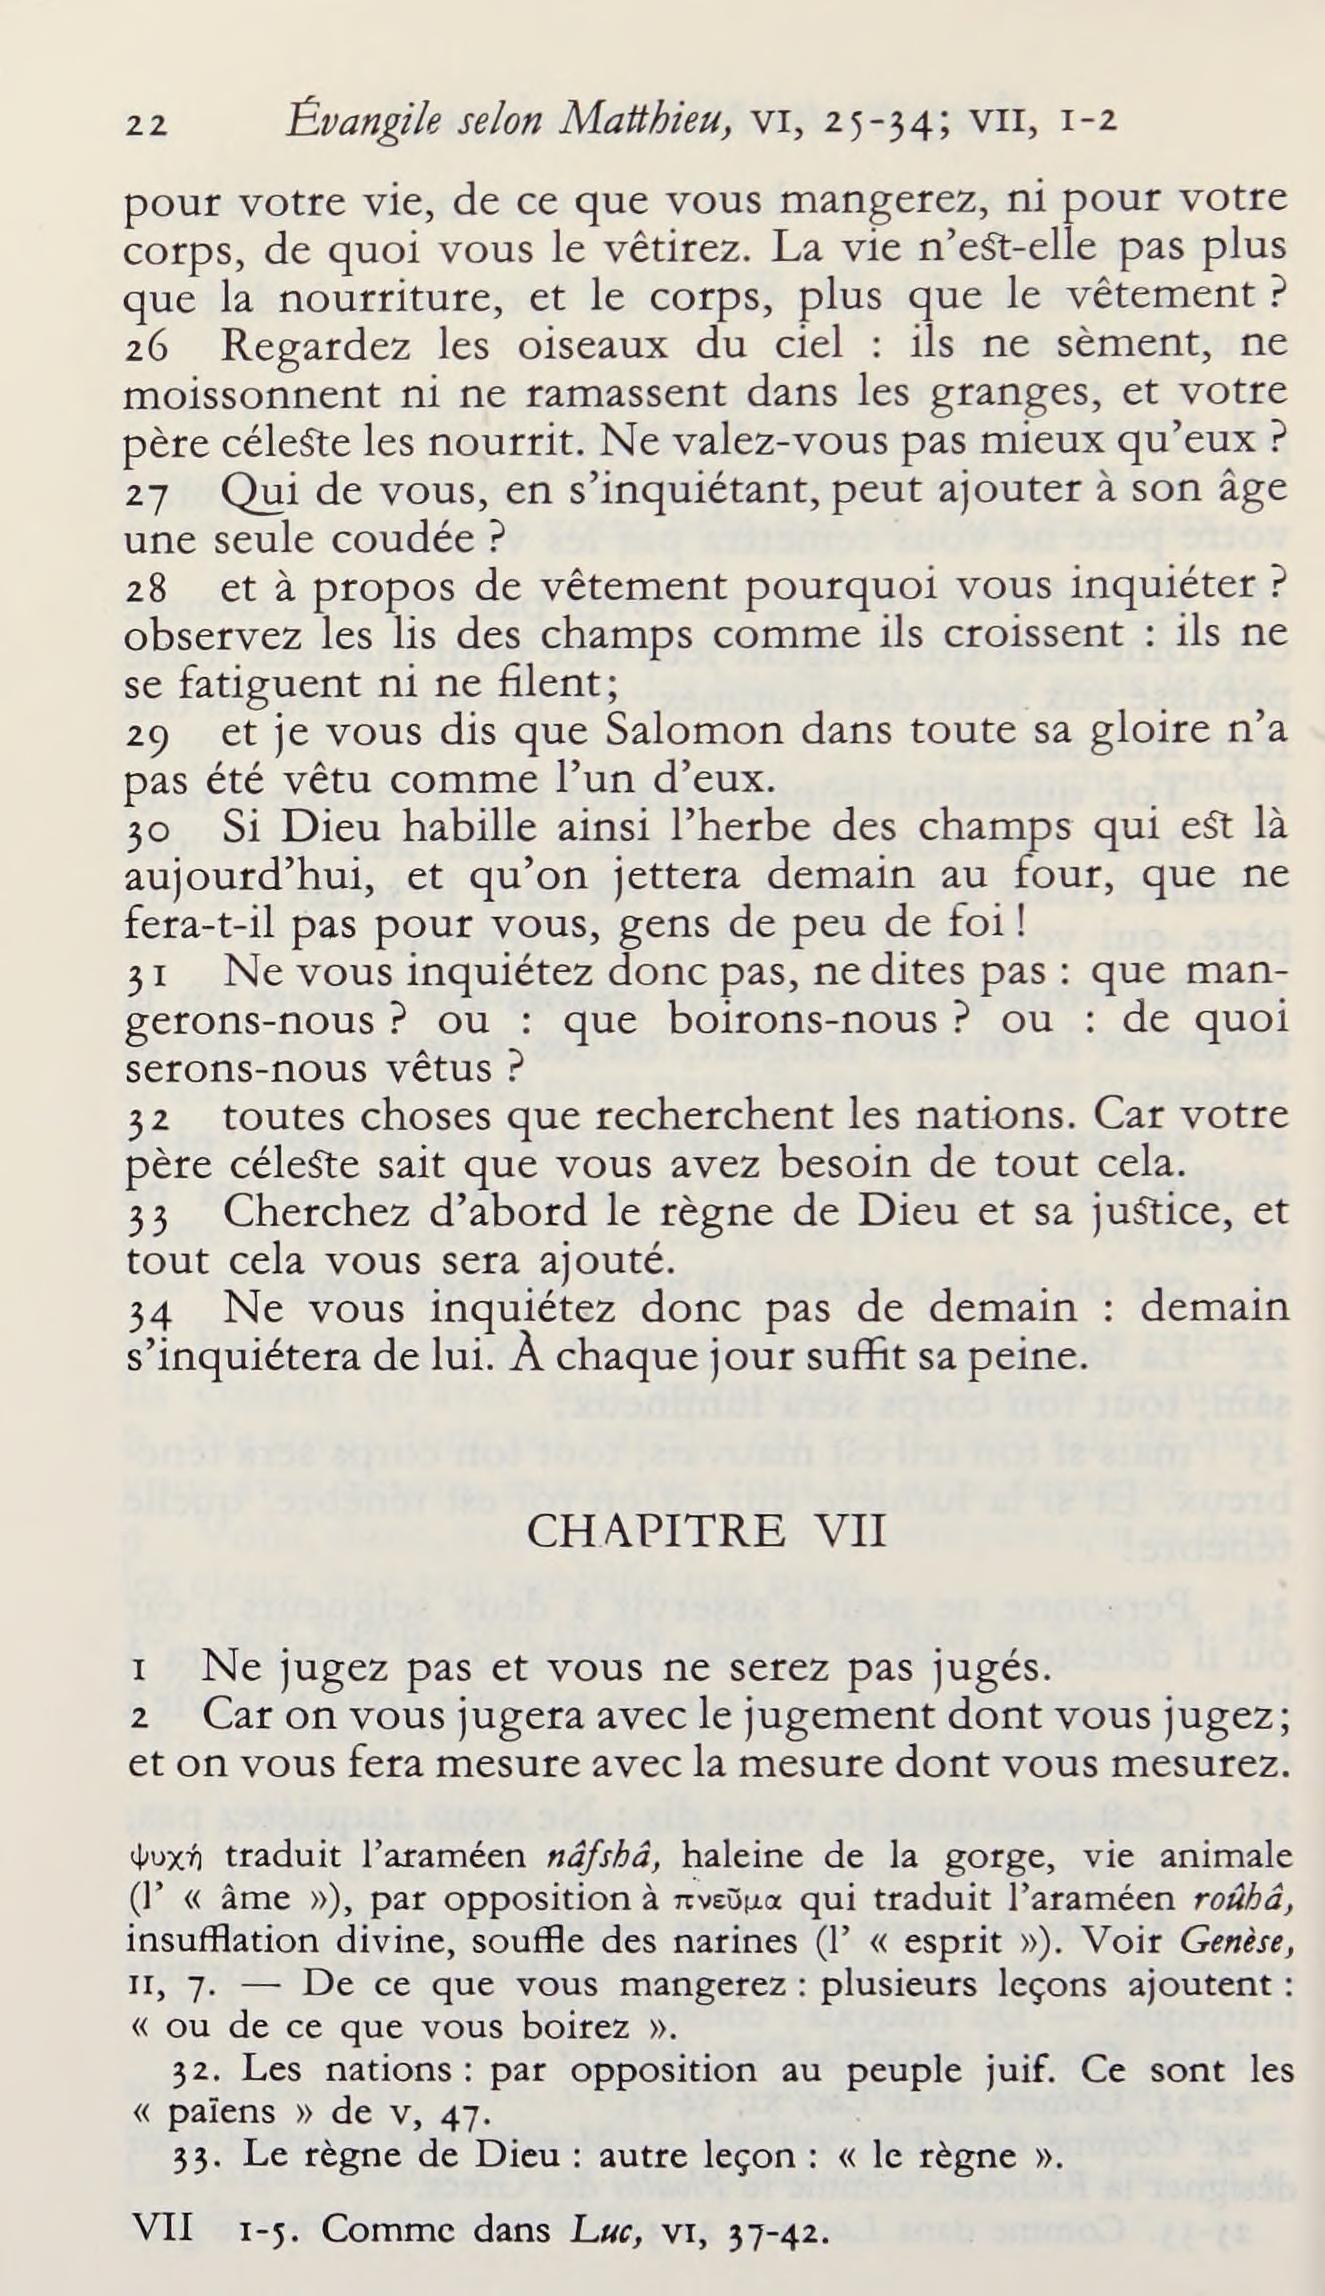 22 Évangile selon Matthieu, VI, 25-34; VII, 1-2
pour votre vie, de ce que vous mangerez, ni pour votre
corps, de quoi vous le vêtirez. La vie n’est-elle pas plus
que la nourriture, et le corps, plus que le vêtement ?
26 Regardez les oiseaux du ciel : ils ne sèment, ne
moissonnent ni ne ramassent dans les granges, et votre
père céleste les nourrit. Ne valez-vous pas mieux qu’eux ?
27 Qui de vous, en s’inquiétant, peut ajouter à son âge
une seule coudée ?
28 et à propos de vêtement pourquoi vous inquiéter ?
observez les lis des champs comme ils croissent : ils ne
se fatiguent ni ne filent;
29 et je vous dis que Salomon dans toute sa gloire n’a
pas été vêtu comme l’un d’eux.
30 Si Dieu habille ainsi l’herbe des champs qui est là
aujourd’hui, et qu’on jettera demain au four, que ne
fera-t-il pas pour vous, gens de peu de foi !
31 Ne vous inquiétez donc pas, ne dites pas : que man-
gerons-nous ? ou : que boirons-nous ? ou : de quoi
serons-nous vêtus ?
32 toutes choses que recherchent les nations. Car votre
père céleste sait que vous avez besoin de tout cela.
33 Cherchez d’abord le règne de Dieu et sa justice, et
tout cela vous sera ajouté.
34 Ne vous inquiétez donc pas de demain : demain
s’inquiétera de lui. À chaque jour suffit sa peine.
CHAPITRE VII
1 Ne jugez pas et vous ne serez pas jugés.
2 Car on vous jugera avec le jugement dont vous jugez;
et on vous fera mesure avec la mesure dont vous mesurez.
ψυχή traduit l’araméen nâfshâ, haleine de la gorge, vie animale
(l’ « âme »), par opposition à πνεῦμα qui traduit l’araméen roûhâ,
insufflation divine, souffle des narines (l’ « esprit »). Voir Genèse,
II, 7. — De ce que vous mangerez : plusieurs leçons ajoutent :
« ou de ce que vous boirez ».
32. Les nations : par opposition au peuple juif. Ce sont les
« païens » de V, 47.
33. Le règne de Dieu : autre leçon : « le règne ».
VII 1-5. Comme dans Luc, VI, 37-42.